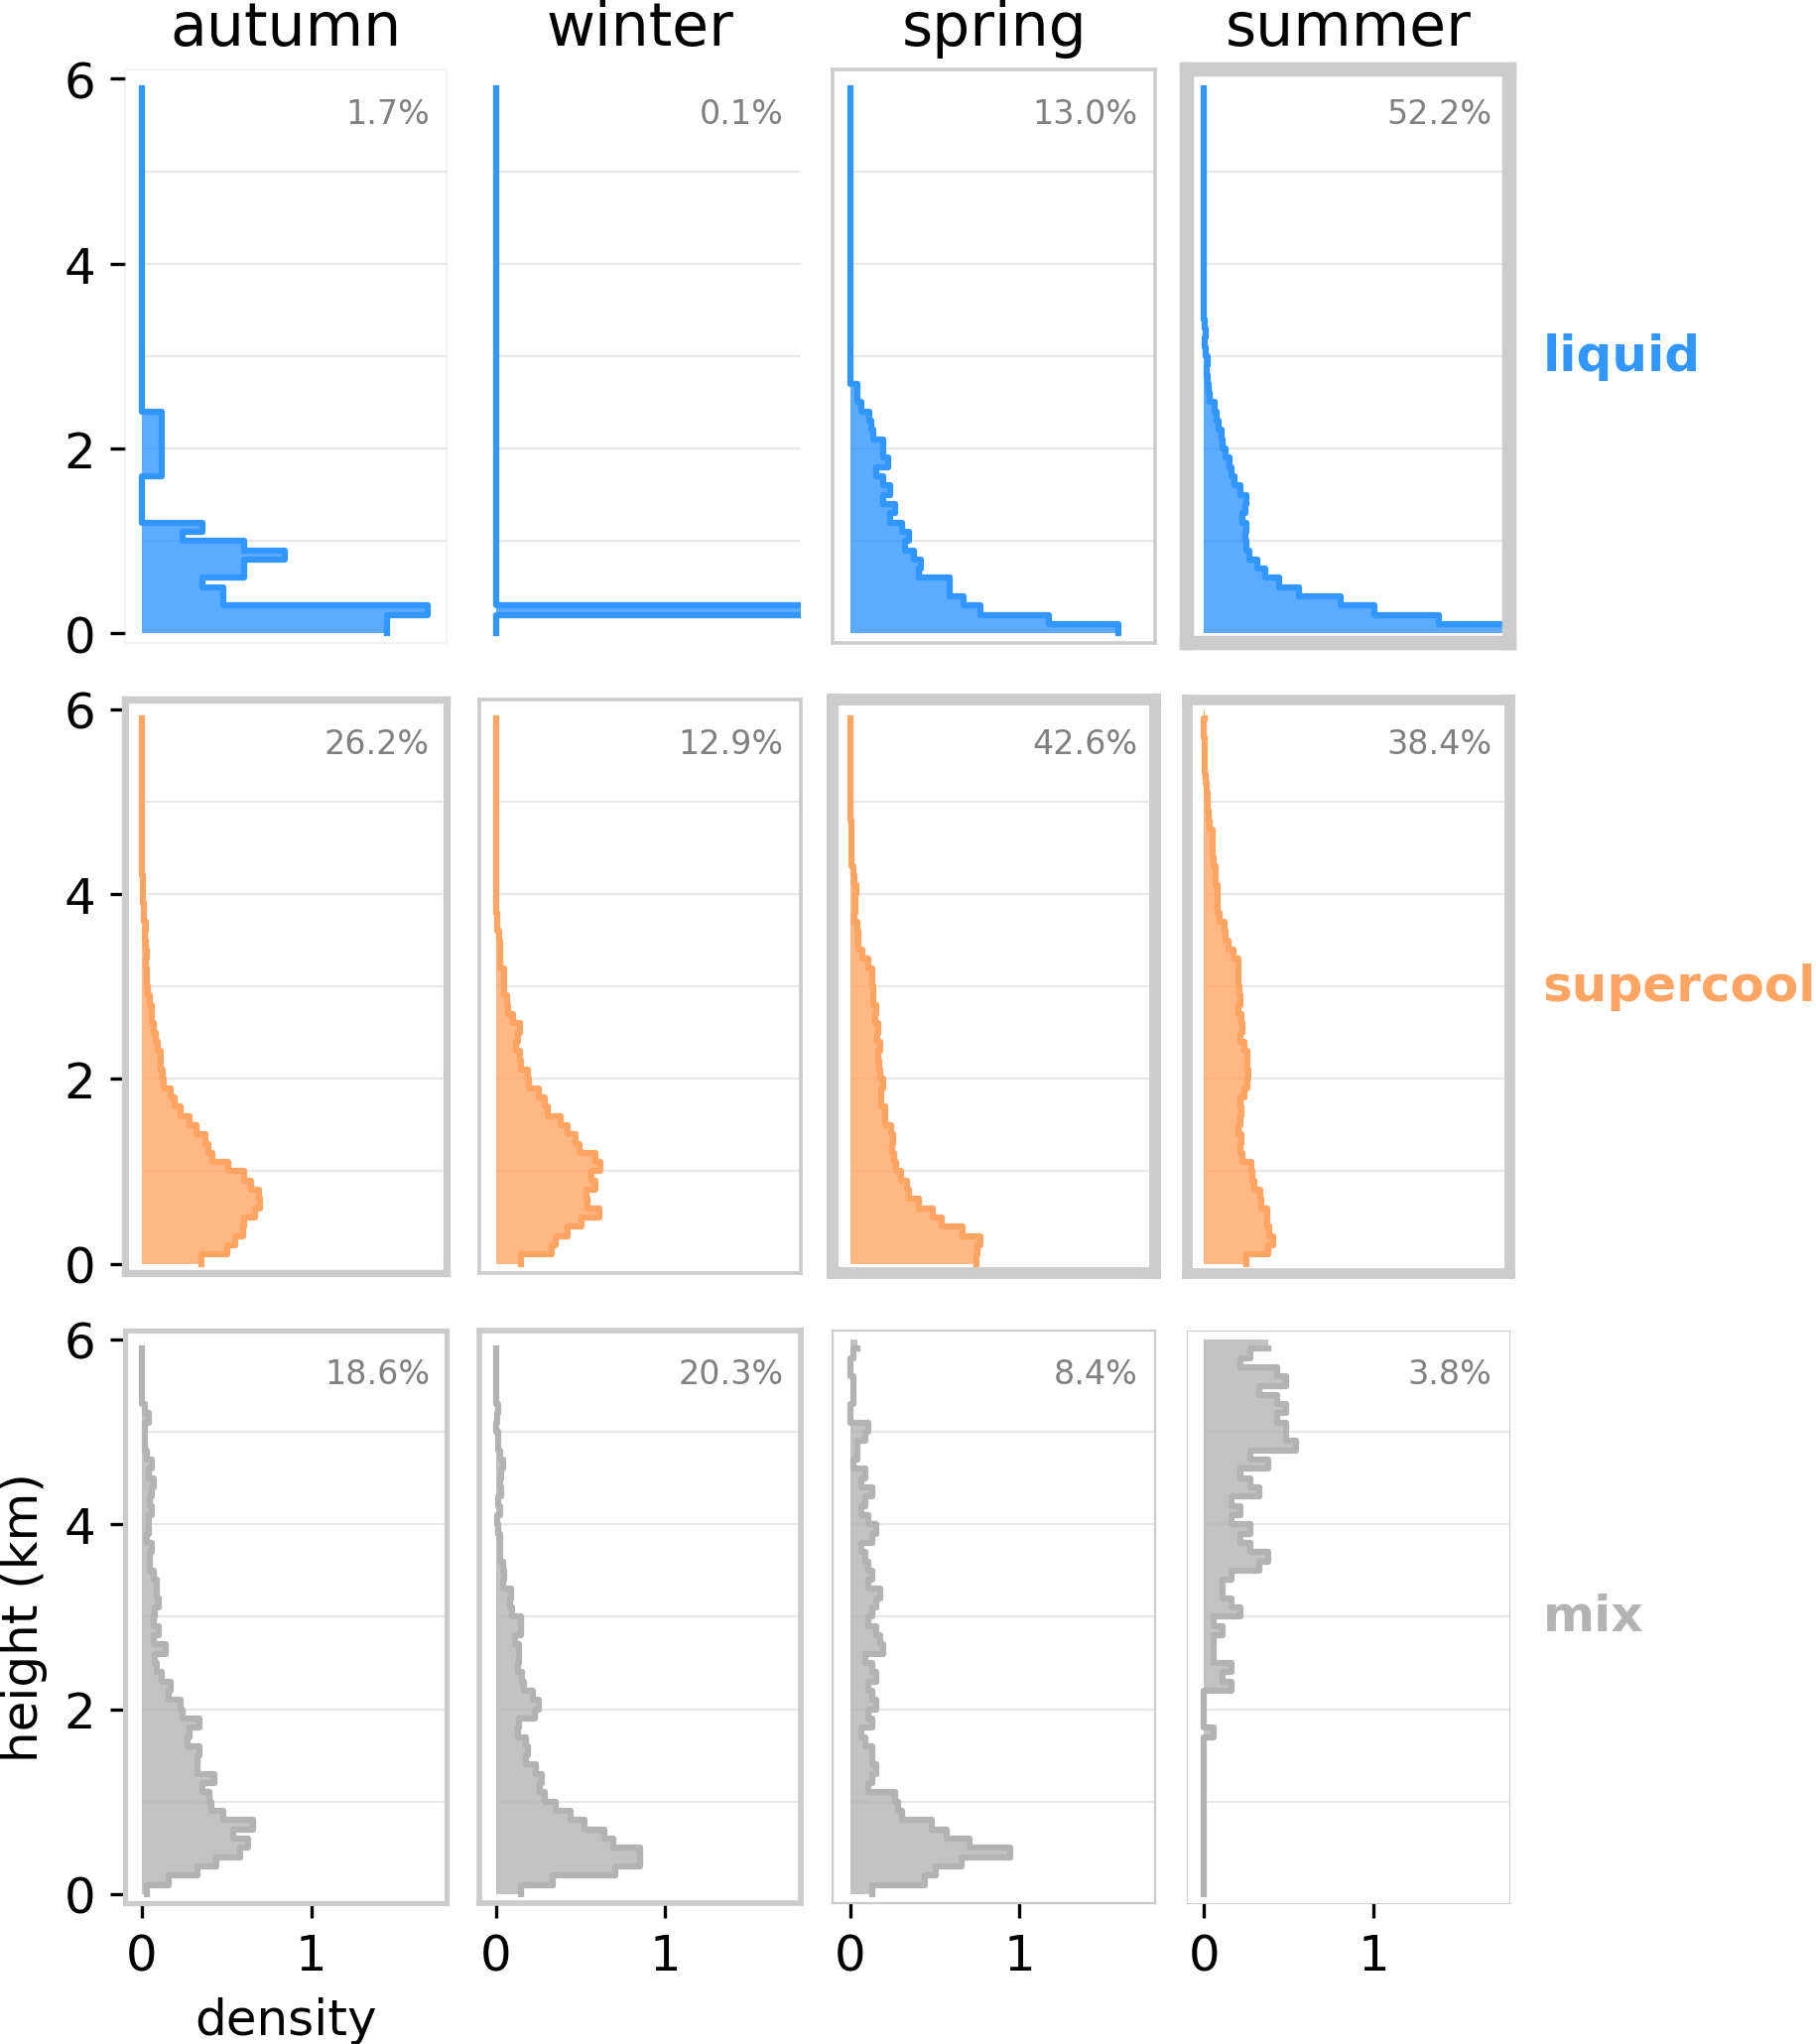 autumn winter spring summer
6 1.7% 0.1% 13.0% 52.2%
4
liquid
2
0
6 26.2% 12.9% 42.6% 38.4%
4
supercool
2
0
6 18.6% 20.3% 8.4% 3.8%
4
mix
2
0
height (km)
0 1 0 1 0 1 0 1
density